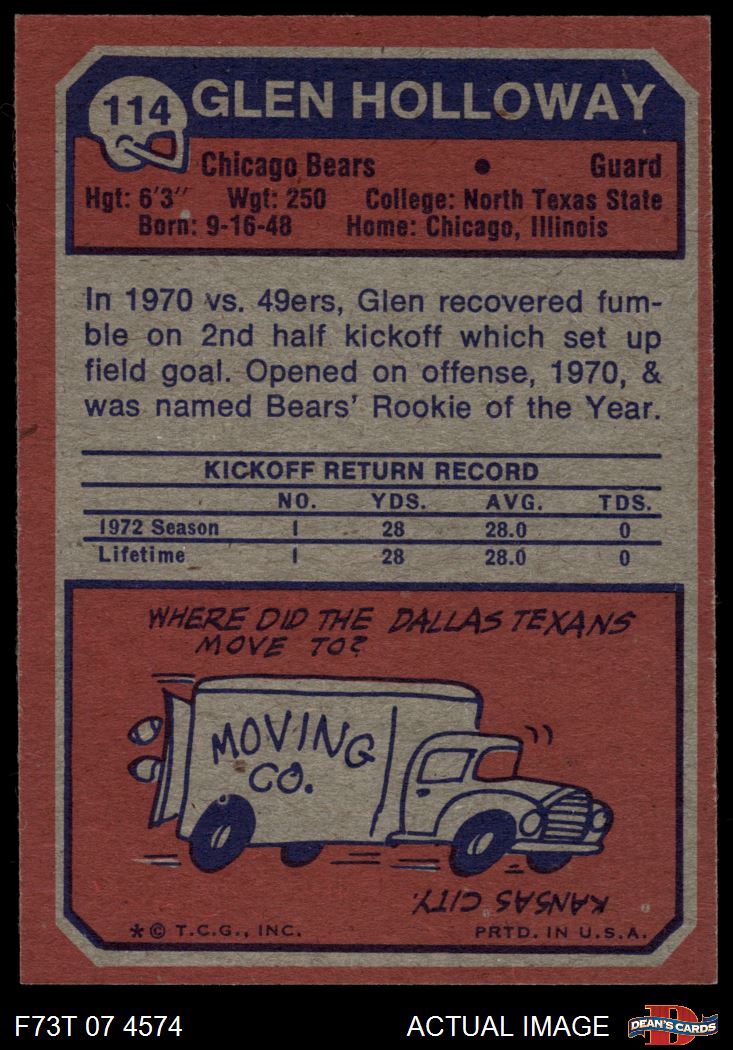 114 GLEN HOLLOWAY
Chicago Bears • Guard
Hgt: 6'3" Wgt: 250 College: North Texas State
Born: 9-16-48 Home: Chicago, Illinois
In 1970 vs. 49ers, Glen recovered fum-
ble on 2nd half kickoff which set up
field goal. Opened on offense, 1970, &
was named Bears' Rookie of the Year.
KICKOFF RETURN RECORD
NO. YDS. AVG. TDS.
1972 Season 1 28 28.0 0
Lifetime 1 28 28.0 0
WHERE DID THE DALLAS TEXANS
MOVE TO?
MOVING
CO.
KANSAS CITY.
*© T.C.G., INC. PRTD. IN U.S.A.
F73T 07 4574 ACTUAL IMAGE D DEAN'S CARDS